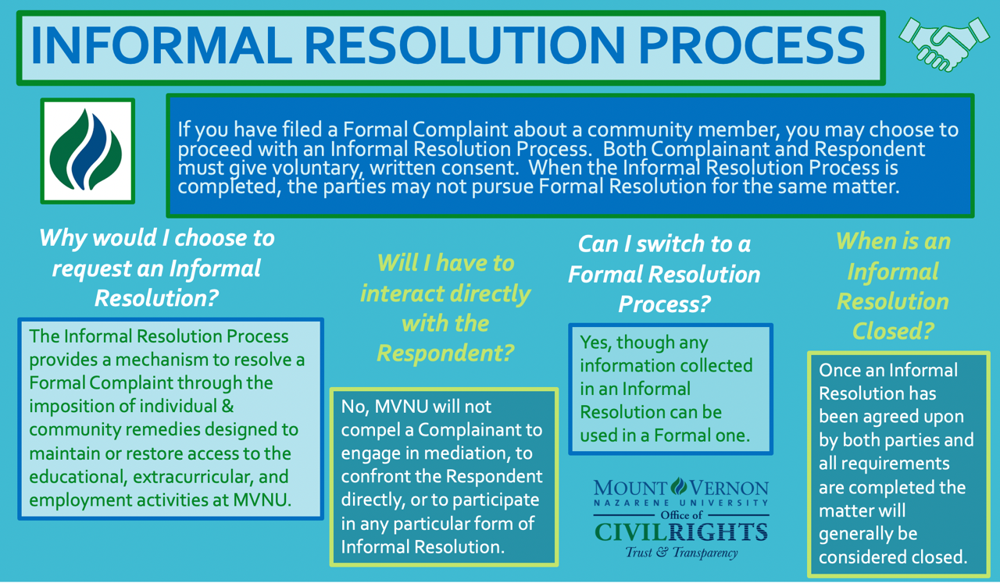 INFORMAL RESOLUTION PROCESS
If you have filed a Formal Complaint about a community member, you may choose to
proceed with an Informal Resolution Process.  Both Complainant and Respondent
must give voluntary, written consent.  When the Informal Resolution Process is
completed, the parties may not pursue Formal Resolution for the same matter.
Why would I choose to
request an Informal
Resolution?
The Informal Resolution Process
provides a mechanism to resolve a
Formal Complaint through the
imposition of individual &
community remedies designed to
maintain or restore access to the
educational, extracurricular, and
employment activities at MVNU.
Will I have to
interact directly
with the
Respondent?
No, MVNU will not
compel a Complainant to
engage in mediation, to
confront the Respondent
directly, or to participate
in any particular form of
Informal Resolution.
Can I switch to a
Formal Resolution
Process?
Yes, though any
information collected
in an Informal
Resolution can be
used in a Formal one.
MOUNT VERNON
NAZARENE UNIVERSITY
Office of
CIVILRIGHTS
Trust & Transparency
When is an
Informal
Resolution
Closed?
Once an Informal
Resolution has
been agreed upon
by both parties and
all requirements
are completed the
matter will
generally be
considered closed.